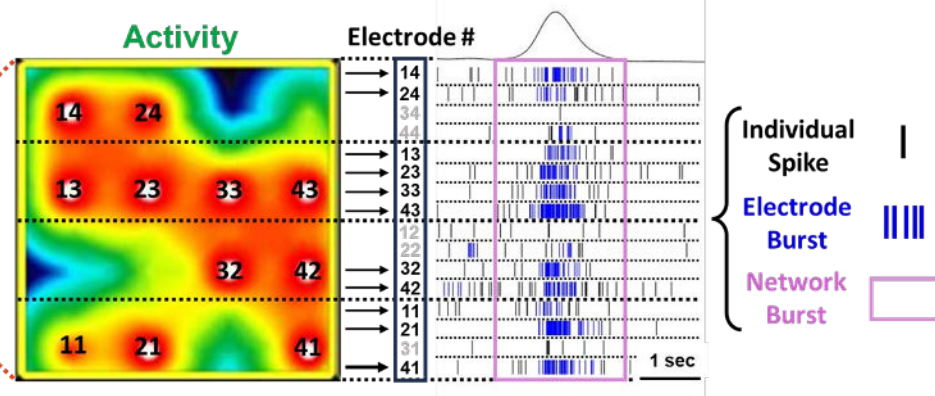 Activity
Electrode #
14 24
13 23 33 43
32 42
11 21 41
14
24
34
44
13
23
33
43
12
22
32
42
11
21
31
41
1 sec
Individual
Spike
Electrode
Burst
Network
Burst